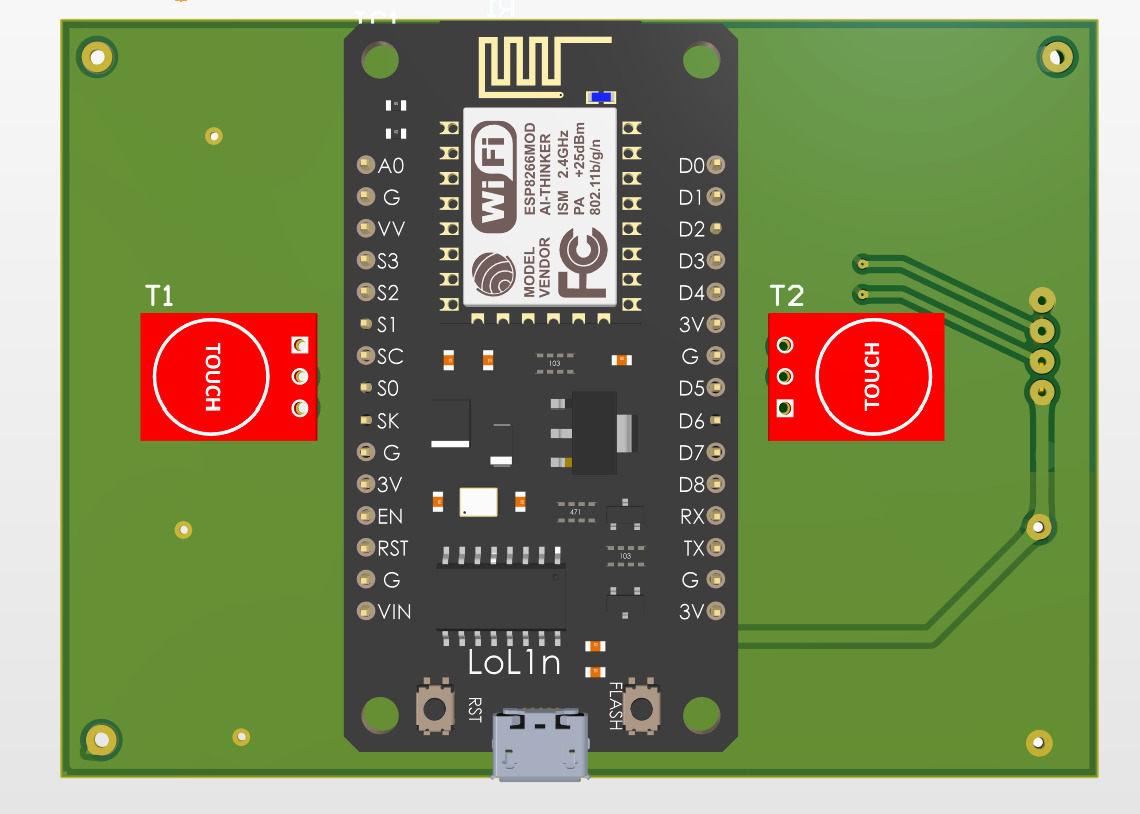 T1
TOUCH
A0
G
VV
S3
S2
S1
SC
S0
SK
G
3V
EN
RST
G
VIN
WiFi
ESP8266MOD
AI-THINKER
ISM 2.4GHz
PA +25dBm
802.11b/g/n
MODEL
VENDOR
FC
103
471
103
LoL1n
RST
FLASH
D0
D1
D2
D3
D4
3V
G
D5
D6
D7
D8
RX
TX
G
3V
T2
TOUCH